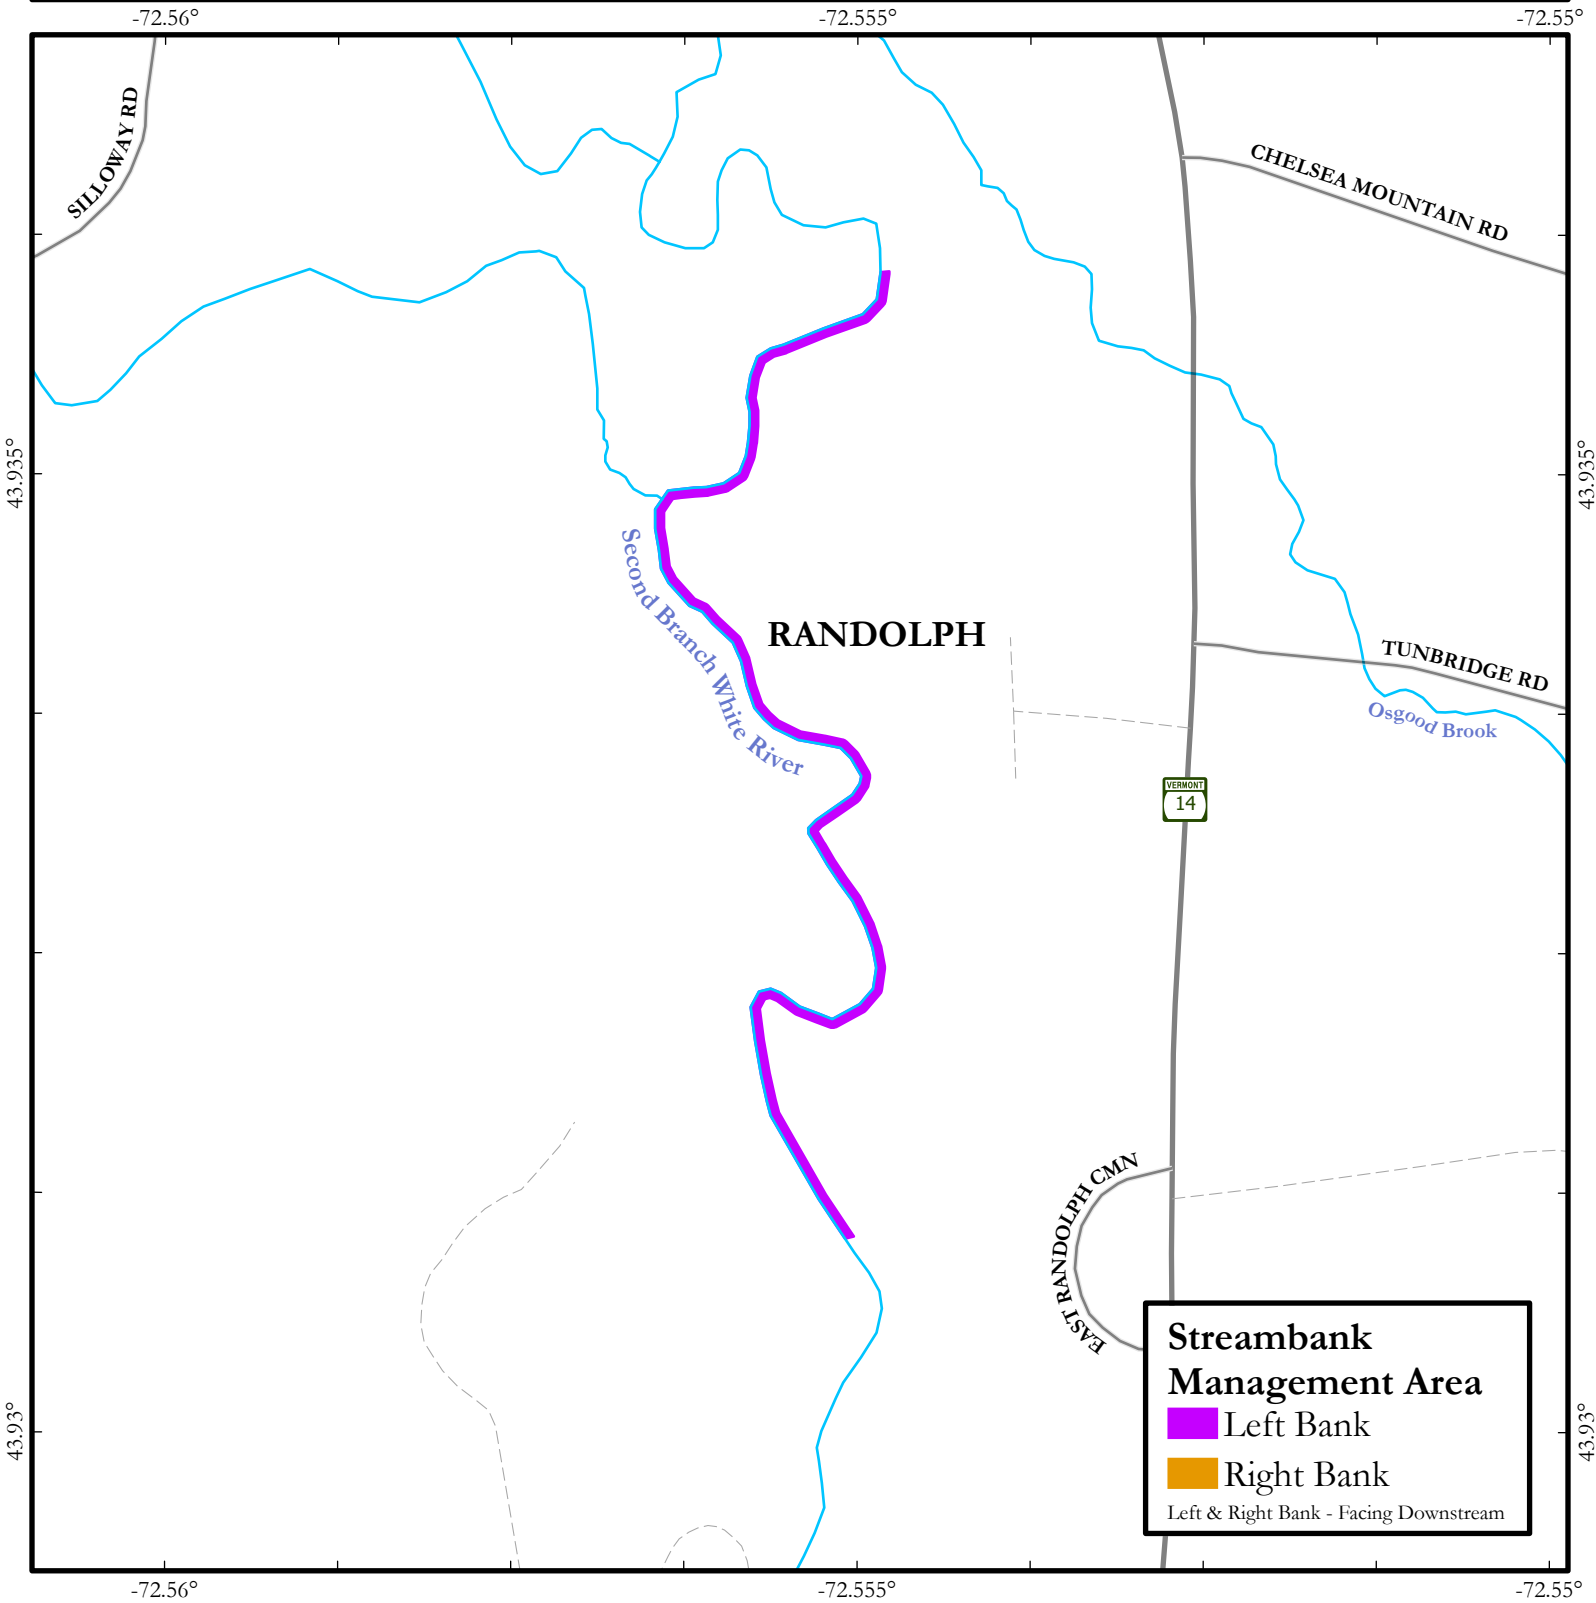 -72.56°
-72.555°
-72.55°
SILLOWAY RD
CHELSEA MOUNTAIN RD
43.935°
43.935°
Second Branch White River
RANDOLPH
TUNBRIDGE RD
Osgood Brook
VERMONT
14
EAST RANDOLPH CMN
Streambank
Management Area
Left Bank
Right Bank
Left & Right Bank - Facing Downstream
43.93°
43.93°
-72.56°
-72.555°
-72.55°